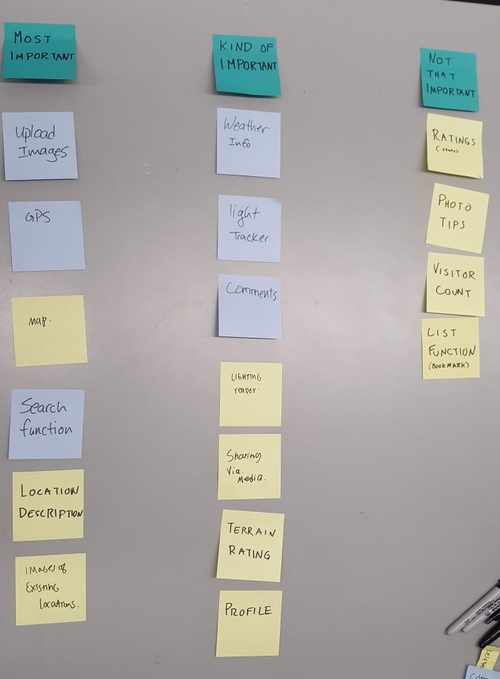 MOST
IMPORTANT
Upload
Images
GPS
Map.
Search
function
LOCATION
DESCRIPTION
IMAGES OF
EXISTING
LOCATIONS.
KIND OF
IMPORTANT
Weather
Info
light
Tracker
Comments
LIGHTING
Sharing
Via
Media.
TERRAIN
RATING
PROFILE
NOT
THAT
IMPORTANT
RATINGS
PHOTO
TIPS
VISITOR
COUNT
LIST
FUNCTION
(BOOKMARK)